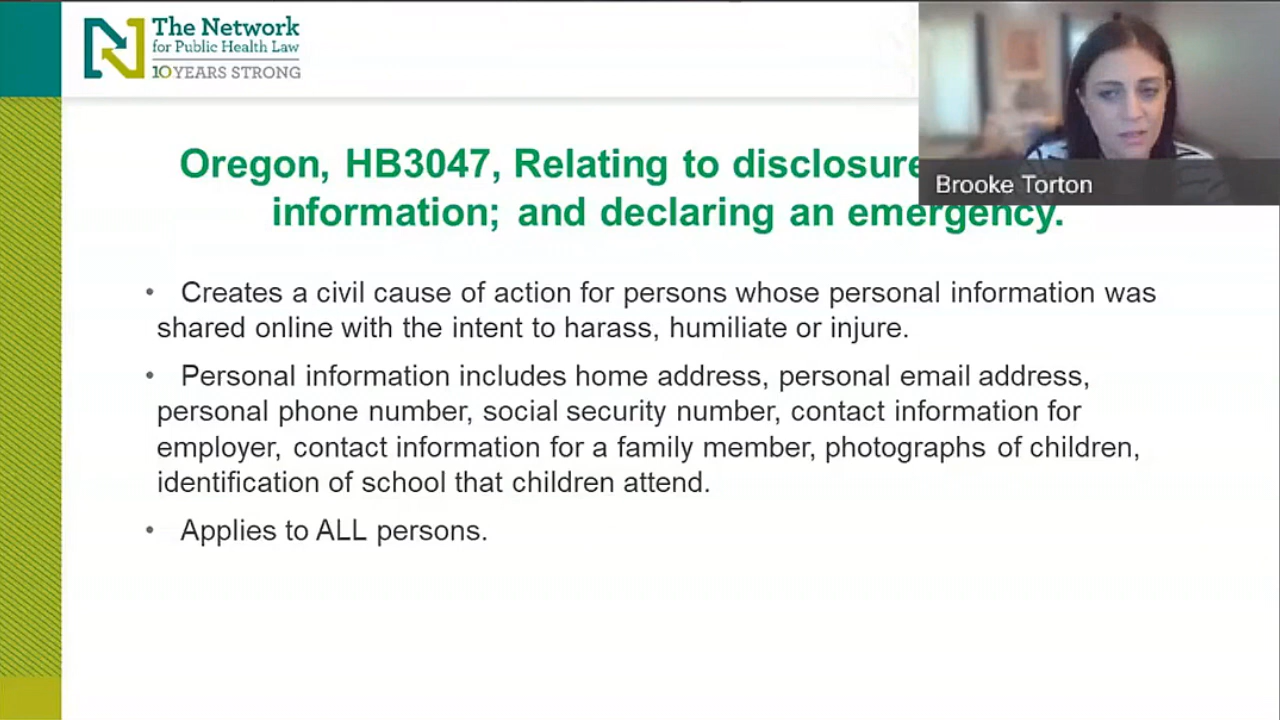 The Network
for Public Health Law
10 YEARS STRONG
Brooke Torton
Oregon, HB3047, Relating to disclosure
information; and declaring an emergency.
• Creates a civil cause of action for persons whose personal information was
shared online with the intent to harass, humiliate or injure.
• Personal information includes home address, personal email address,
personal phone number, social security number, contact information for
employer, contact information for a family member, photographs of children,
identification of school that children attend.
• Applies to ALL persons.